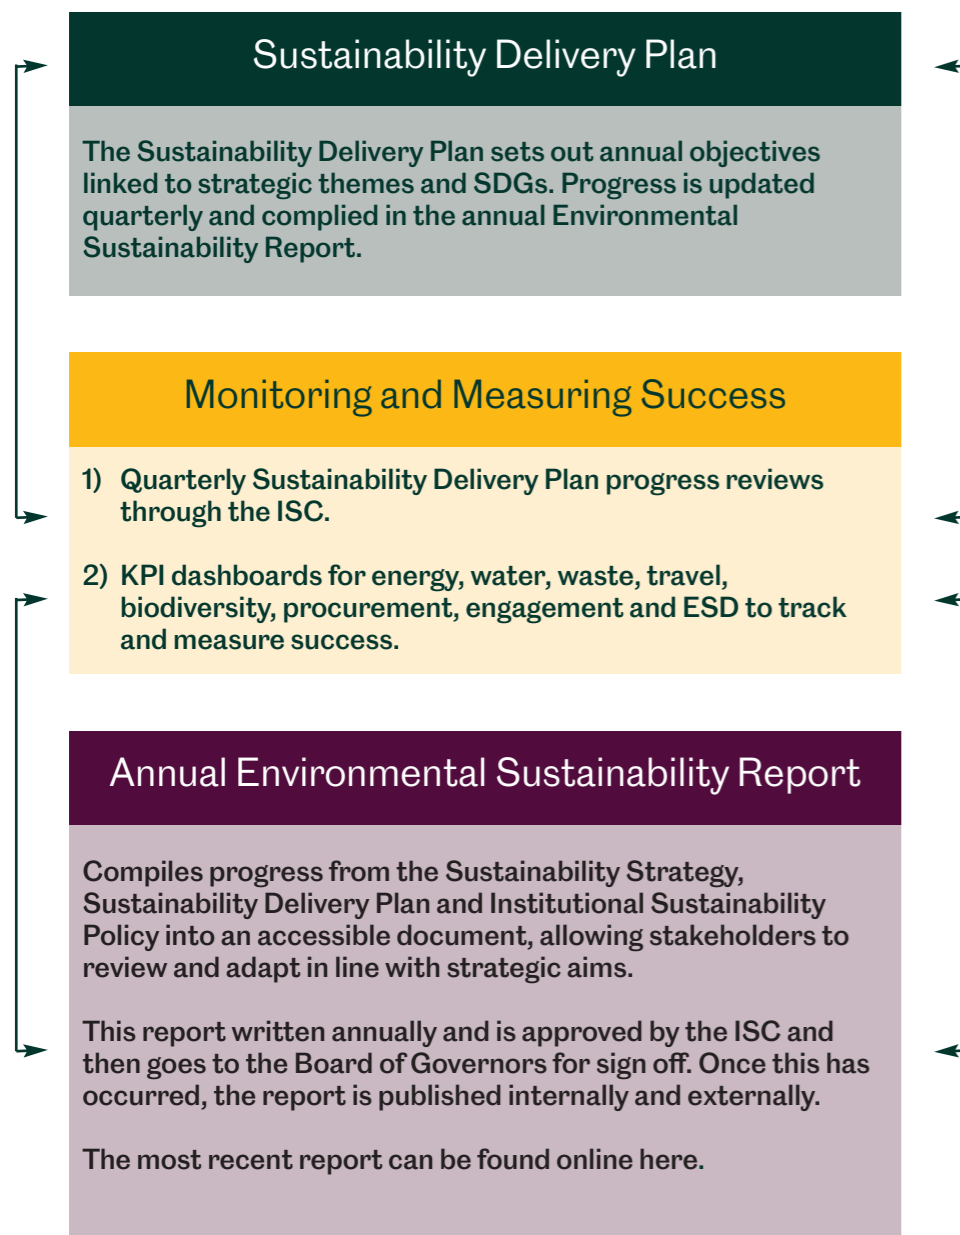 Sustainability Delivery Plan
The Sustainability Delivery Plan sets out annual objectives
linked to strategic themes and SDGs. Progress is updated
quarterly and complied in the annual Environmental
Sustainability Report.
Monitoring and Measuring Success
1) Quarterly Sustainability Delivery Plan progress reviews
through the ISC.
2) KPI dashboards for energy, water, waste, travel,
biodiversity, procurement, engagement and ESD to track
and measure success.
Annual Environmental Sustainability Report
Compiles progress from the Sustainability Strategy,
Sustainability Delivery Plan and Institutional Sustainability
Policy into an accessible document, allowing stakeholders to
review and adapt in line with strategic aims.
This report written annually and is approved by the ISC and
then goes to the Board of Governors for sign off. Once this has
occurred, the report is published internally and externally.
The most recent report can be found online here.